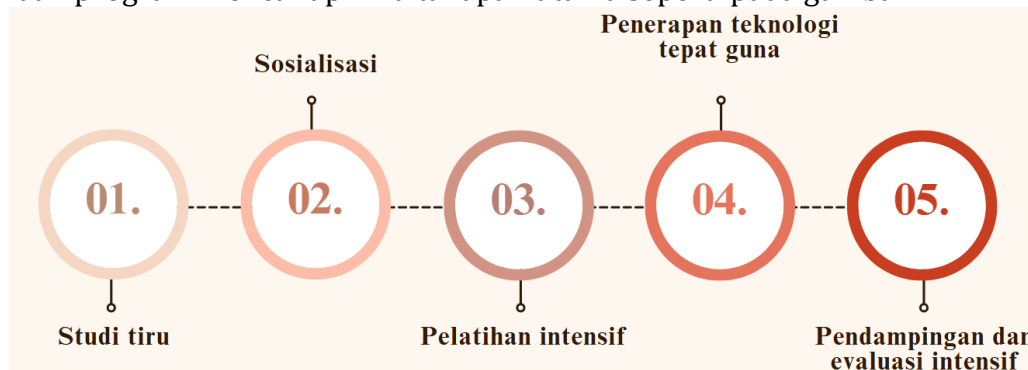 Penerapan teknologi
tepat guna
Sosialisasi
01.
02.
03.
04.
05.
Studi tiru
Pelatihan intensif
Pendampingan dan
evaluasi intensif